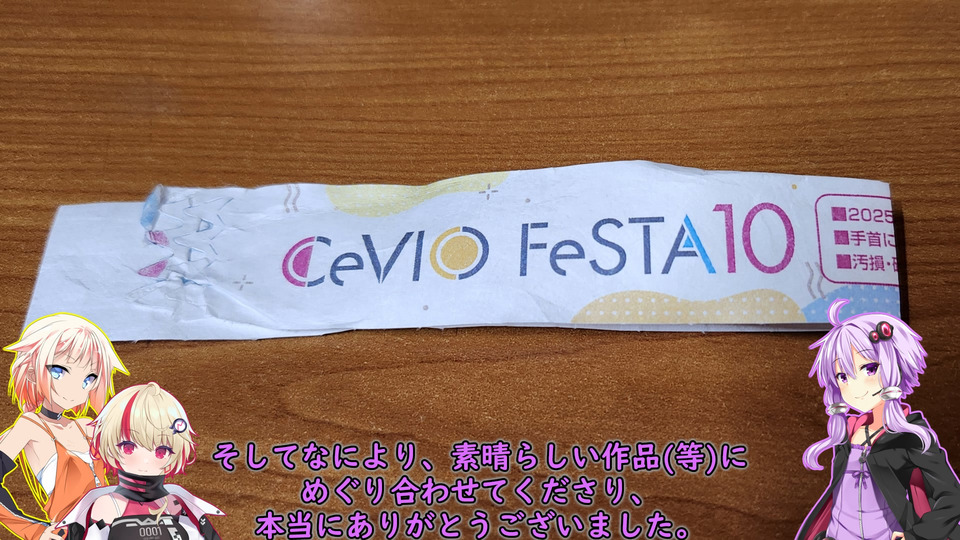 CeVIO FeSTA10
■2025
■手首に
■汚損・
0001
そしてなにより、素晴らしい作品(等)に
めぐり合わせてくださり、
本当にありがとうございました。